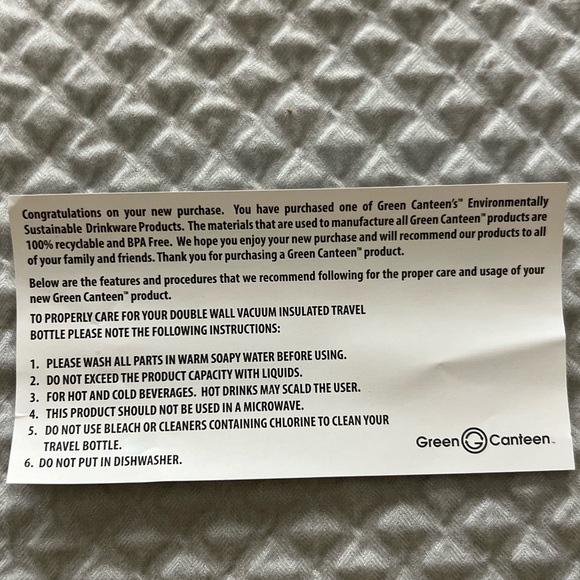 Congratulations on your new purchase. You have purchased one of Green Canteen's™ Environmentally
Sustainable Drinkware Products. The materials that are used to manufacture all Green Canteen™ products are
100% recyclable and BPA Free. We hope you enjoy your new purchase and will recommend our products to all
of your family and friends. Thank you for purchasing a Green Canteen™ product.
Below are the features and procedures that we recommend following for the proper care and usage of your
new Green Canteen™ product.
TO PROPERLY CARE FOR YOUR DOUBLE WALL VACUUM INSULATED TRAVEL
BOTTLE PLEASE NOTE THE FOLLOWING INSTRUCTIONS:
1. PLEASE WASH ALL PARTS IN WARM SOAPY WATER BEFORE USING.
2. DO NOT EXCEED THE PRODUCT CAPACITY WITH LIQUIDS.
3. FOR HOT AND COLD BEVERAGES. HOT DRINKS MAY SCALD THE USER.
4. THIS PRODUCT SHOULD NOT BE USED IN A MICROWAVE.
5. DO NOT USE BLEACH OR CLEANERS CONTAINING CHLORINE TO CLEAN YOUR
TRAVEL BOTTLE.
6. DO NOT PUT IN DISHWASHER.
Green Canteen™